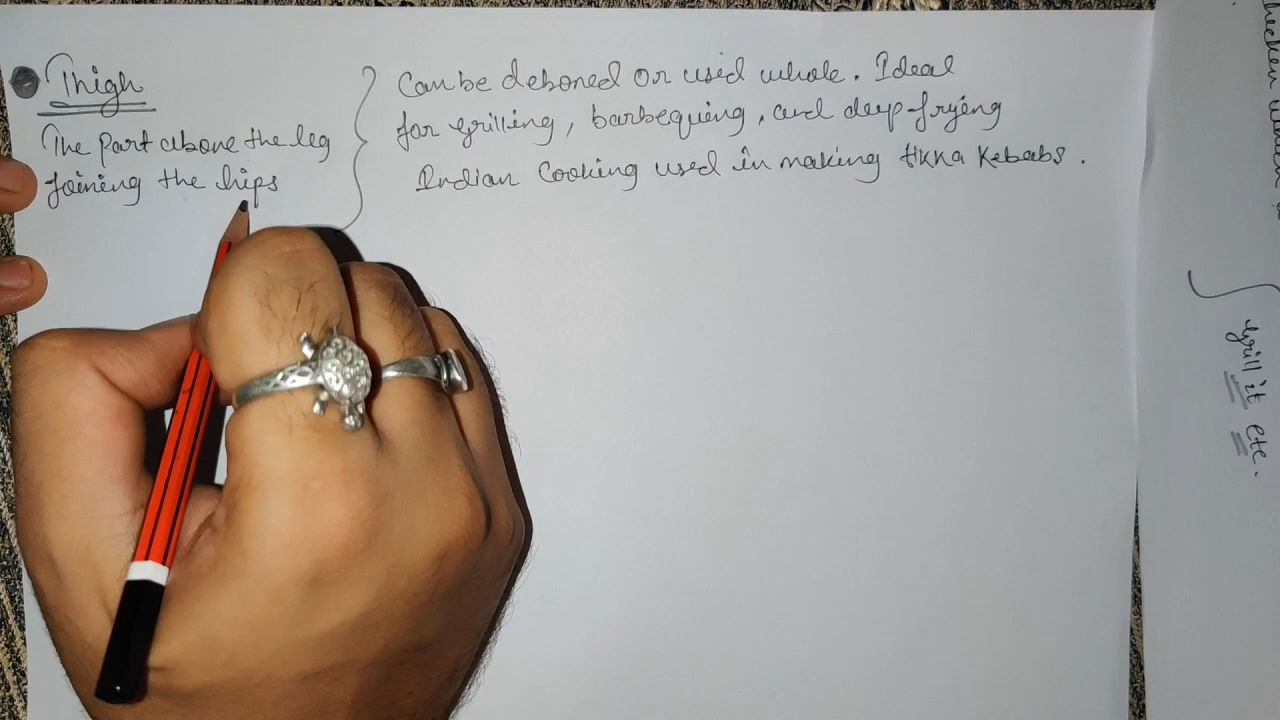 Thigh
The part above the leg
joining the hips
Can be deboned or used whole. Ideal
for grilling, barbequing, and deep-frying
Indian Cooking used in making tikka Kebabs.
Grill it etc.